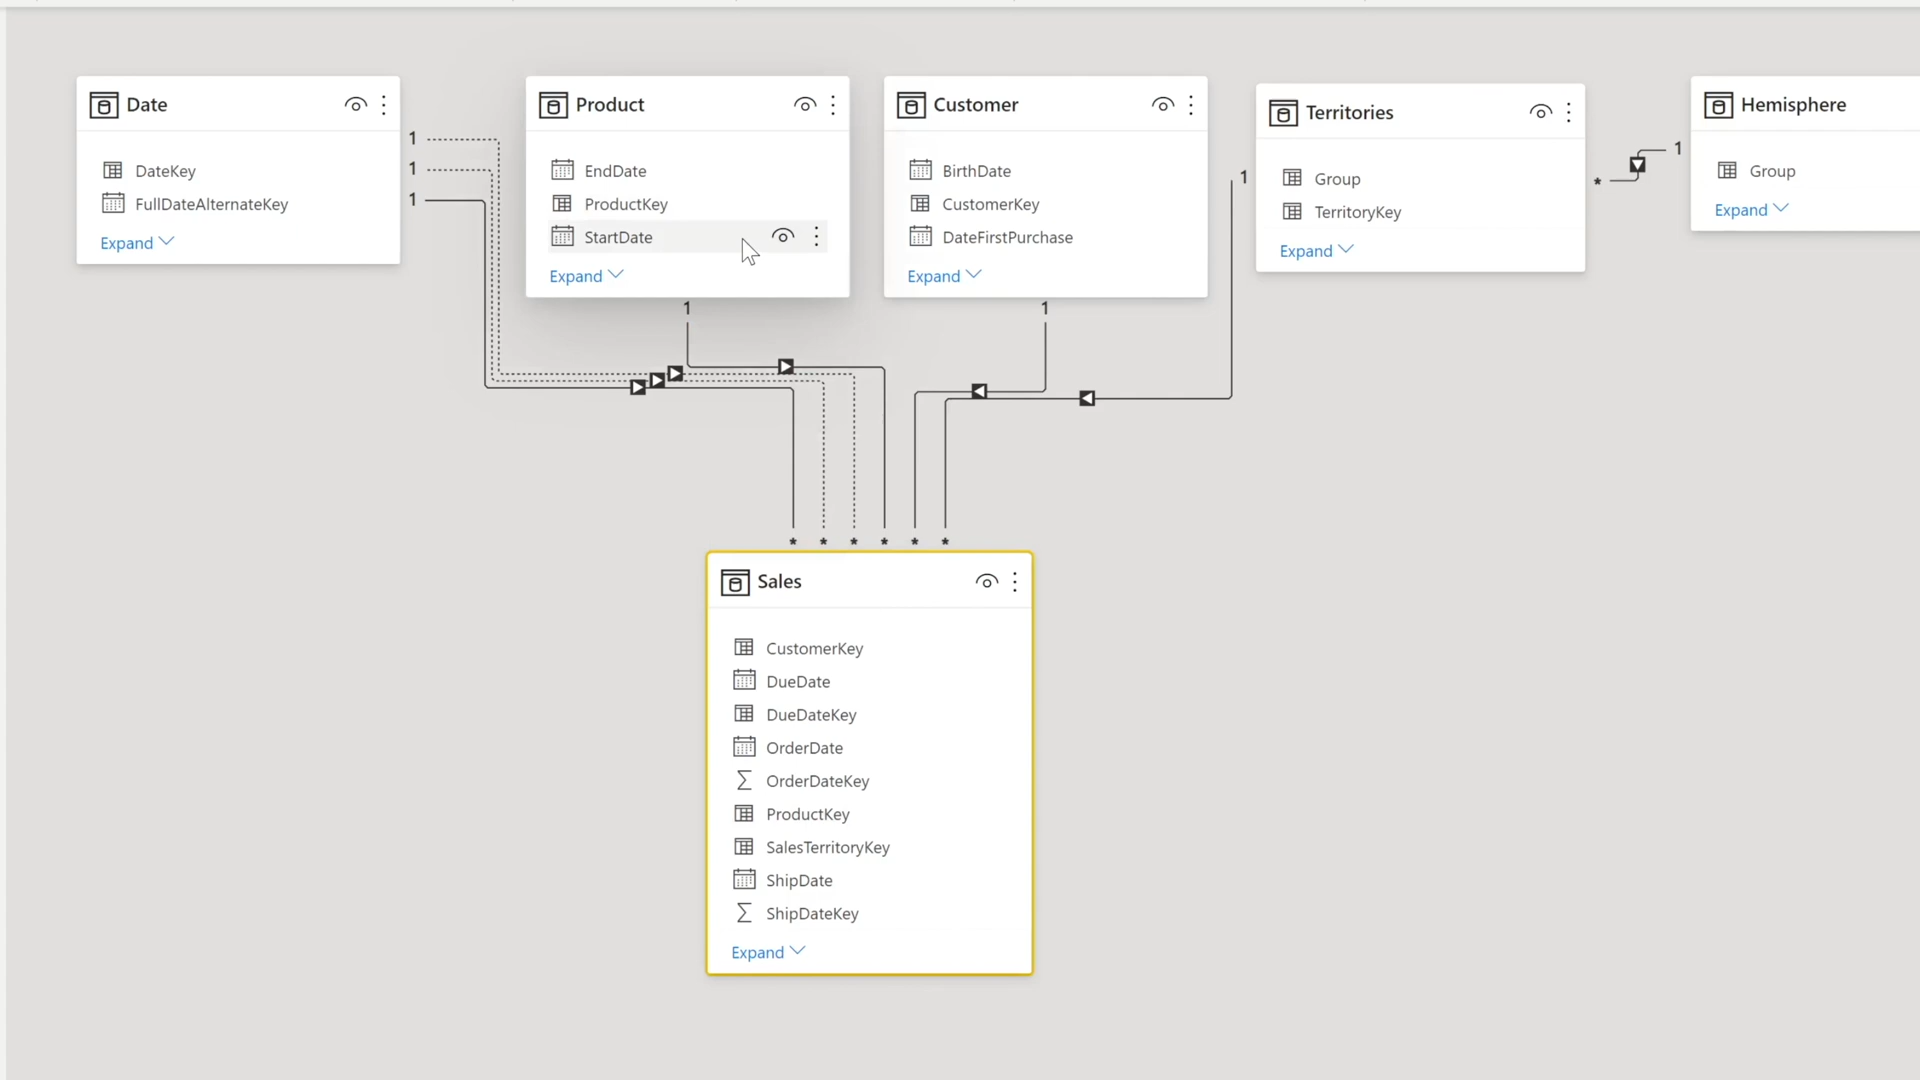 Date
DateKey
FullDateAlternateKey
Expand
1
1
1
Product
EndDate
ProductKey
StartDate
Expand
1
Customer
BirthDate
CustomerKey
DateFirstPurchase
Expand
1
1
Territories
Group
TerritoryKey
Expand
*
1
Hemisphere
Group
Expand
* * * * * *
Sales
CustomerKey
DueDate
DueDateKey
OrderDate
OrderDateKey
ProductKey
SalesTerritoryKey
ShipDate
ShipDateKey
Expand